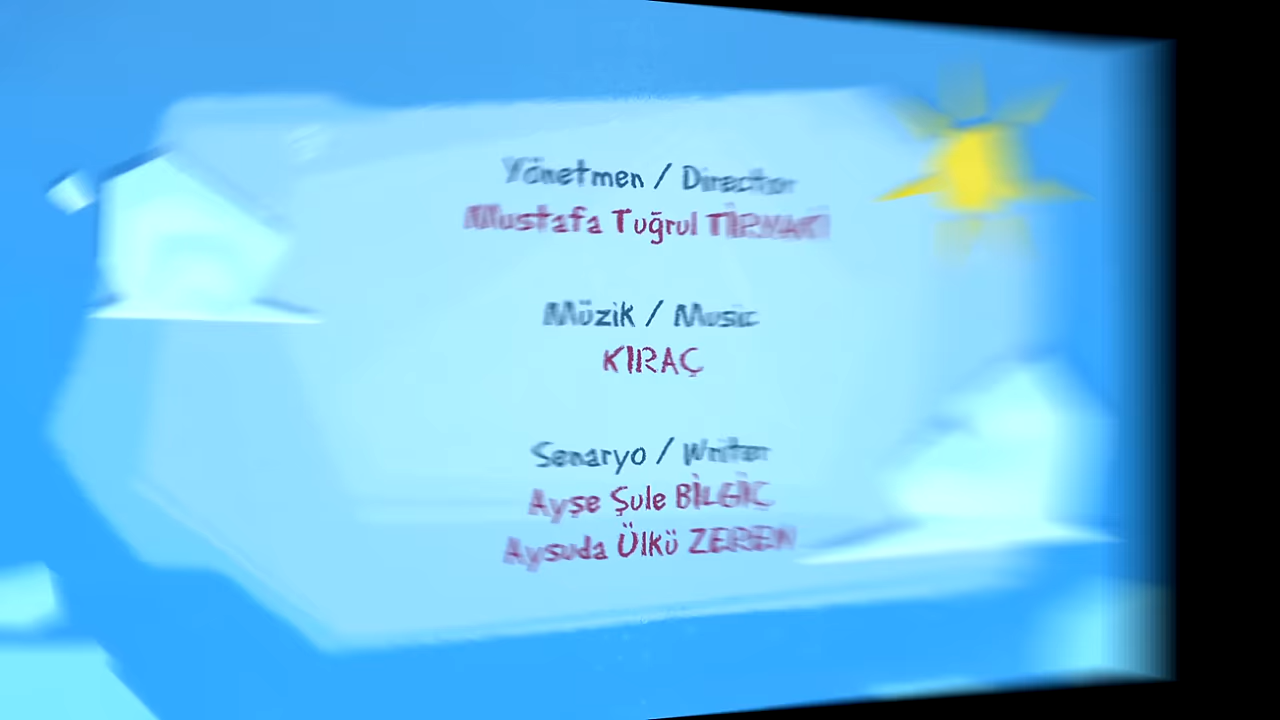 Yönetmen / Director
Mustafa Tuğrul TİRYAKİ
Müzik / Music
KIRAÇ
Senaryo / Writer
Ayşe Şule BİLGİÇ
Aysuda Ülkü ZEREN